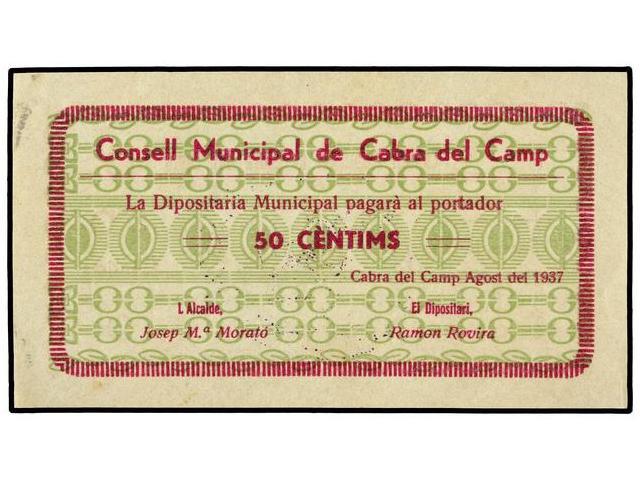 Consell Municipal de Cabra del Camp
La Dipositaria Municipal pagarà al portador
50 CÈNTIMS
Cabra del Camp Agost del 1937
L Alcalde, El Dipositari,
Josep M.ª Morató Ramon Rovira